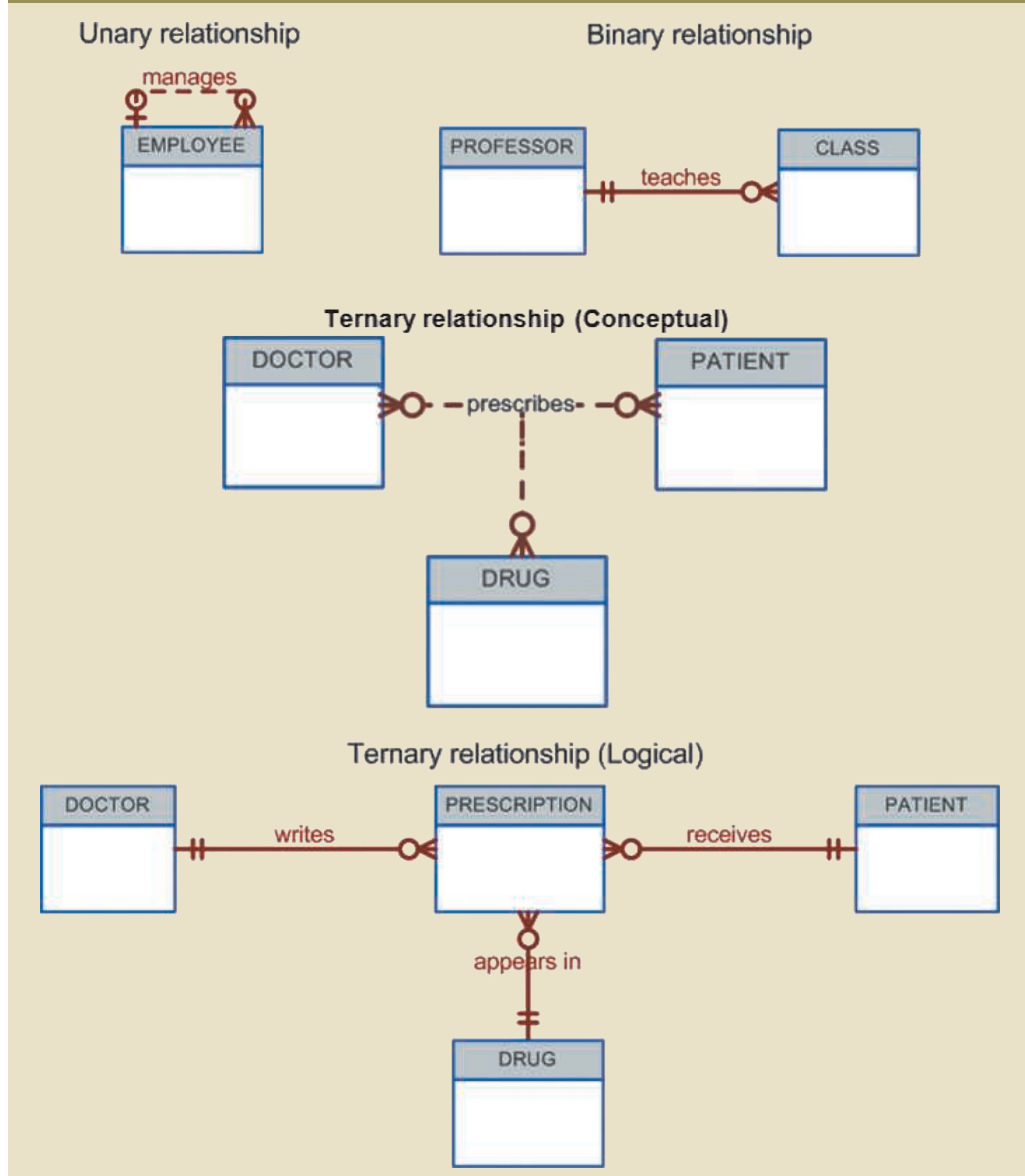 Unary relationship
Binary relationship
manages
EMPLOYEE
PROFESSOR
teaches
CLASS
Ternary relationship (Conceptual)
DOCTOR
prescribes
PATIENT
DRUG
Ternary relationship (Logical)
DOCTOR
writes
PRESCRIPTION
receives
PATIENT
appears in
DRUG